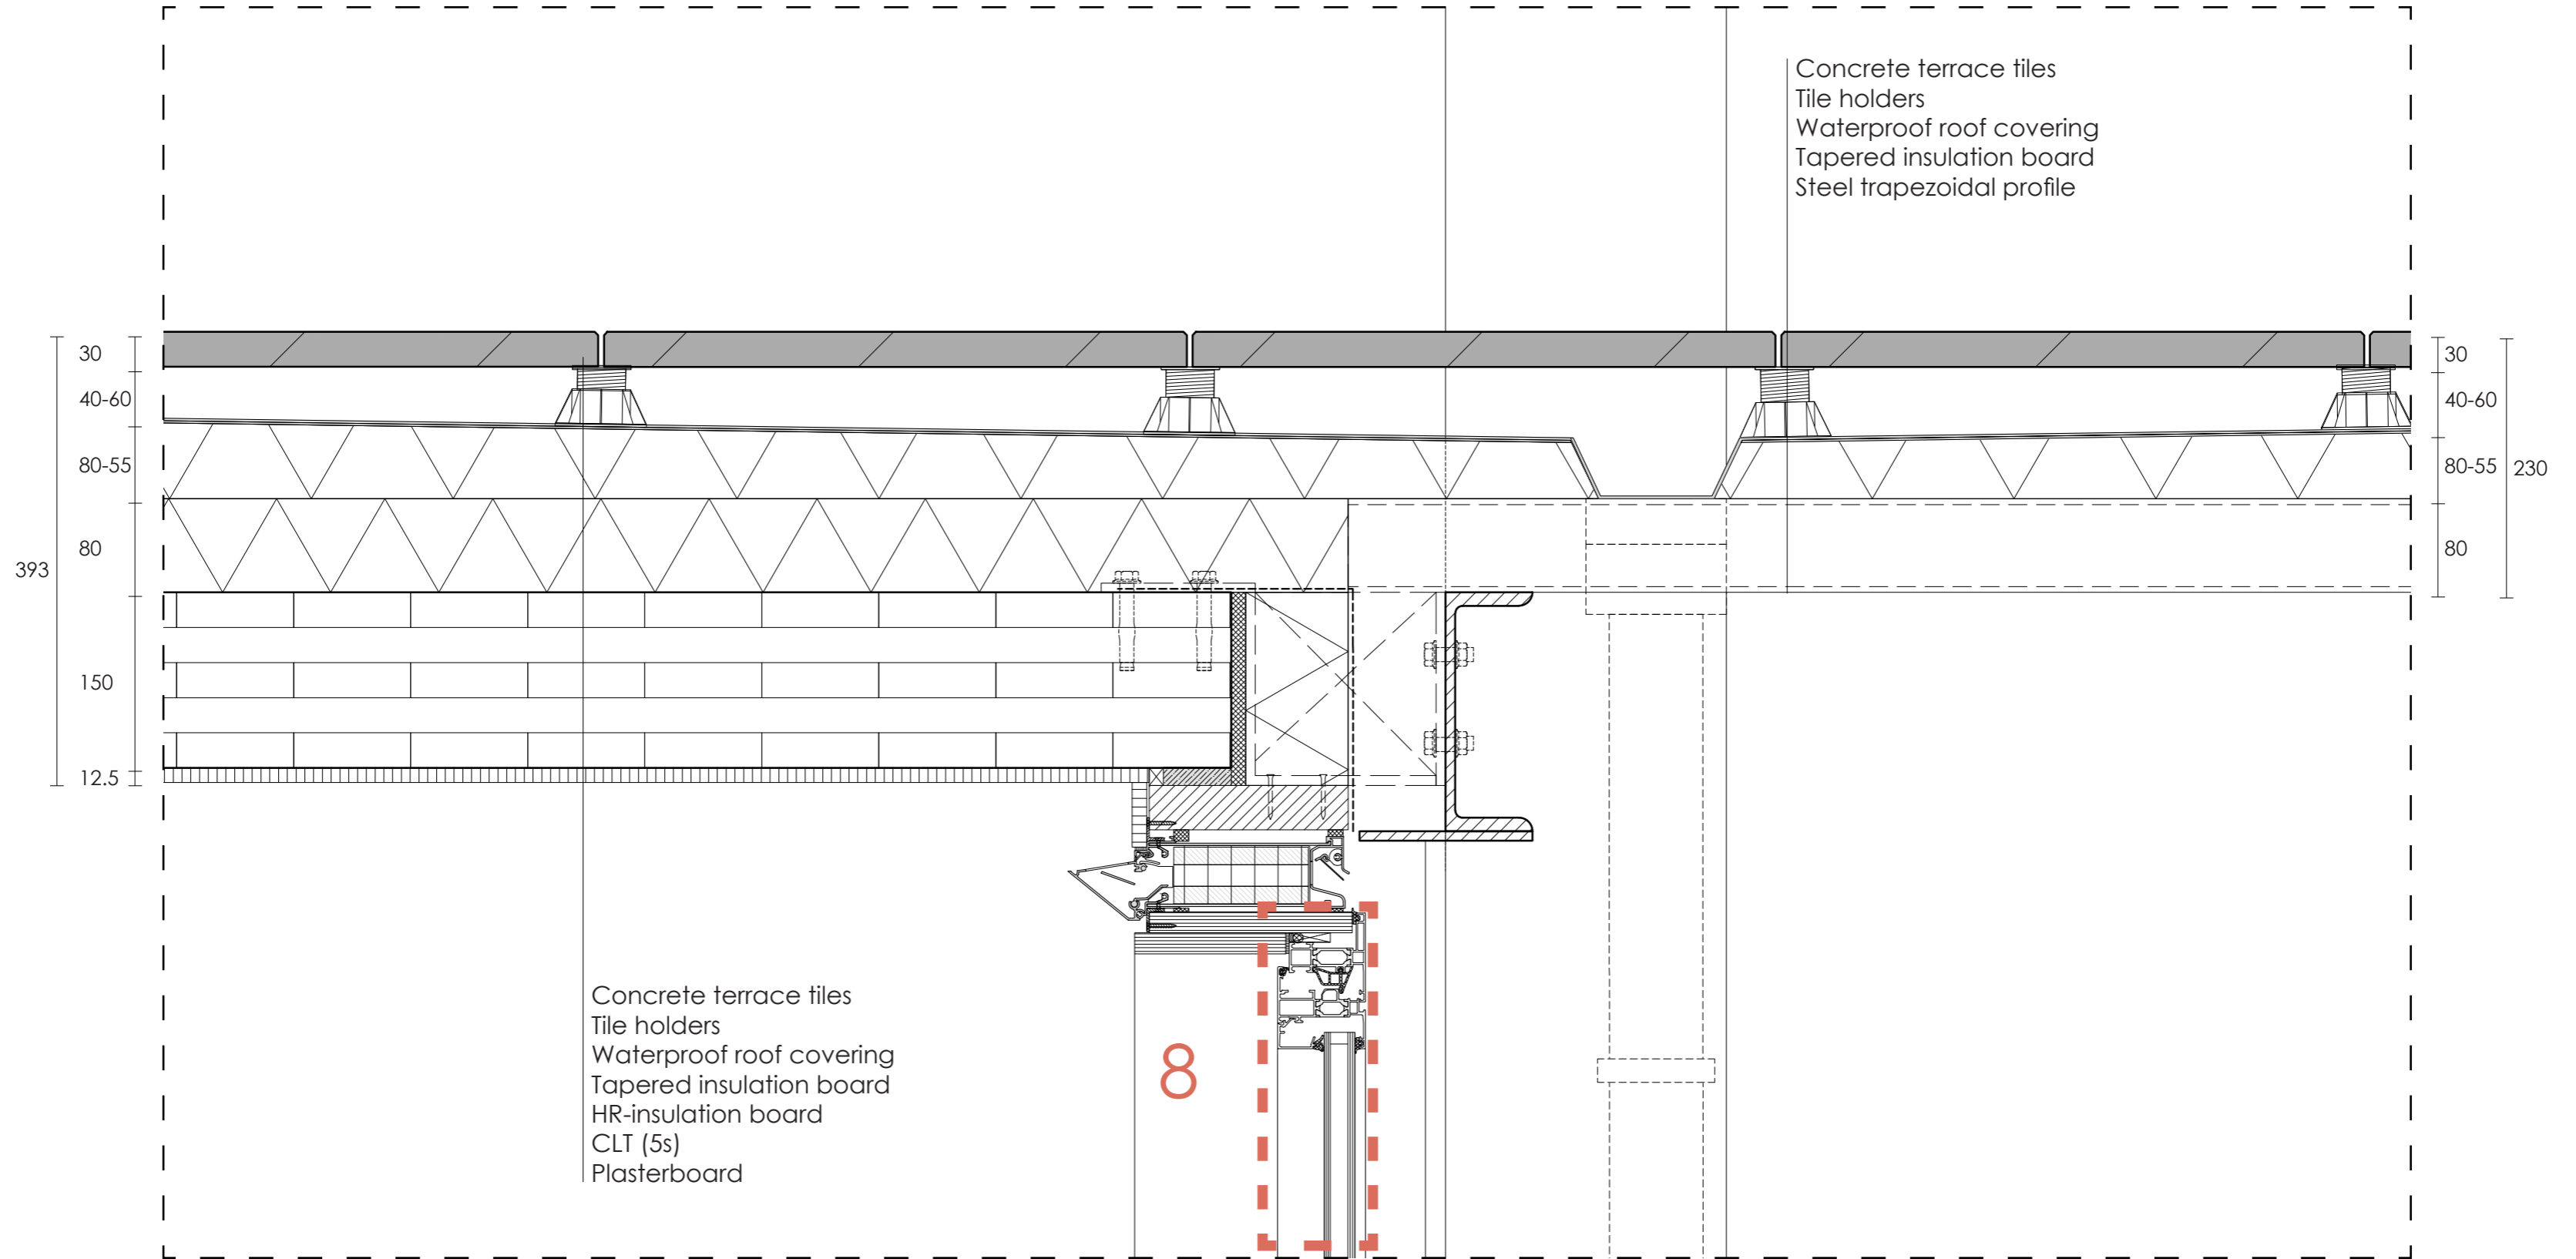 Concrete terrace tiles
Tile holders
Waterproof roof covering
Tapered insulation board
Steel trapezoidal profile
30
40-60
80-55
80
393
150
12.5
30
40-60
80-55
230
80
Concrete terrace tiles
Tile holders
Waterproof roof covering
Tapered insulation board
HR-insulation board
CLT (5s)
Plasterboard
8